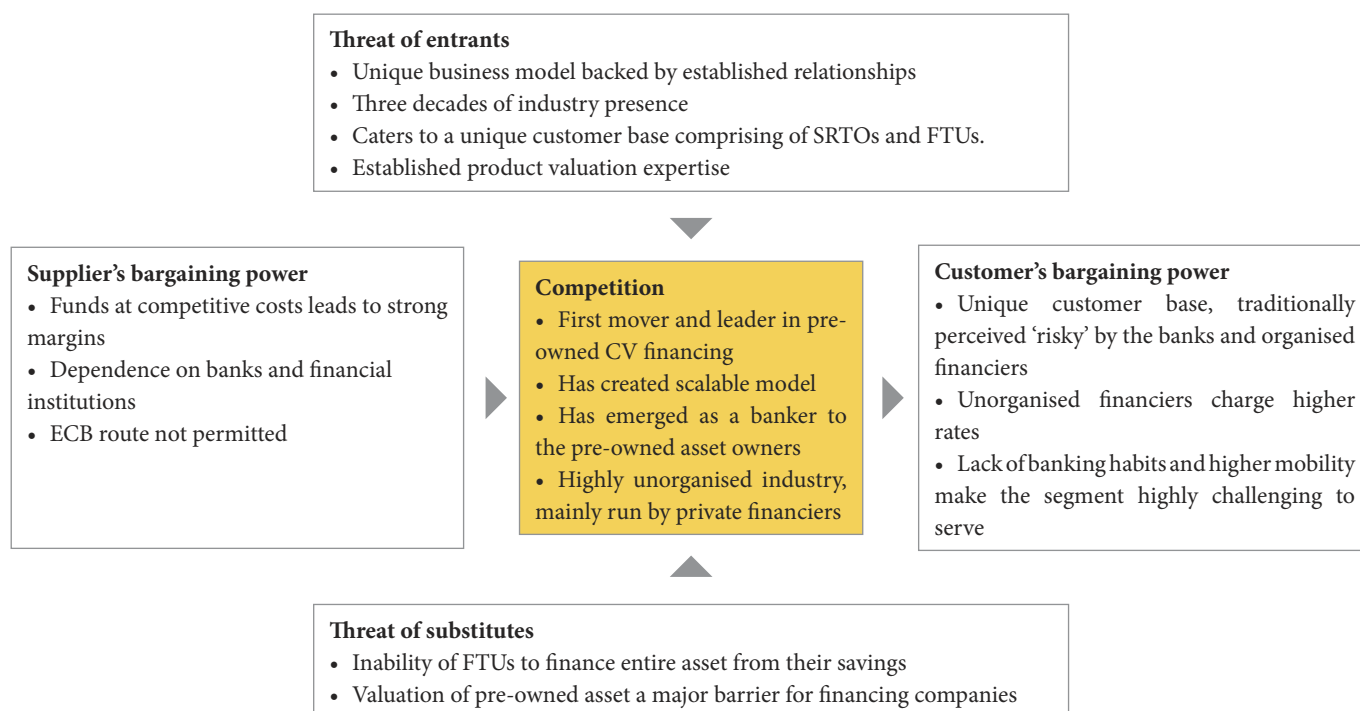 Threat of entrants
• Unique business model backed by established relationships
• Three decades of industry presence
• Caters to a unique customer base comprising of SRTOs and FTUs.
• Established product valuation expertise
Supplier’s bargaining power
• Funds at competitive costs leads to strong
margins
• Dependence on banks and financial
institutions
• ECB route not permitted
Competition
• First mover and leader in pre-
owned CV financing
• Has created scalable model
• Has emerged as a banker to
the pre-owned asset owners
• Highly unorganised industry,
mainly run by private financiers
Customer’s bargaining power
• Unique customer base, traditionally
perceived ‘risky’ by the banks and organised
financiers
• Unorganised financiers charge higher
rates
• Lack of banking habits and higher mobility
make the segment highly challenging to
serve
Threat of substitutes
• Inability of FTUs to finance entire asset from their savings
• Valuation of pre-owned asset a major barrier for financing companies